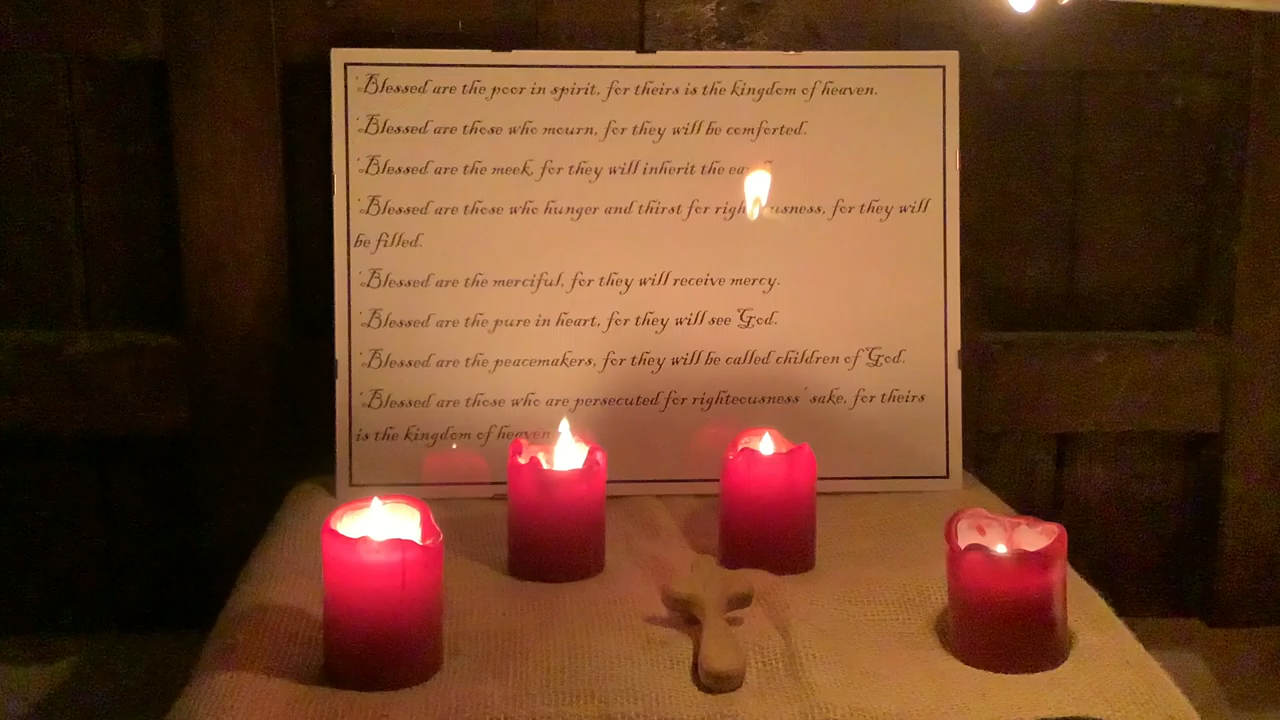 'Blessed are the poor in spirit, for theirs is the kingdom of heaven.
'Blessed are those who mourn, for they will be comforted.
'Blessed are the meek, for they will inherit the
'Blessed are those who hunger and thirst for righteousness, for they will
be filled.
'Blessed are the merciful, for they will receive mercy.
'Blessed are the pure in heart, for they will see God.
'Blessed are the peacemakers, for they will be called children of God.
'Blessed are those who are persecuted for righteousness' sake, for theirs
is the kingdom of heaven